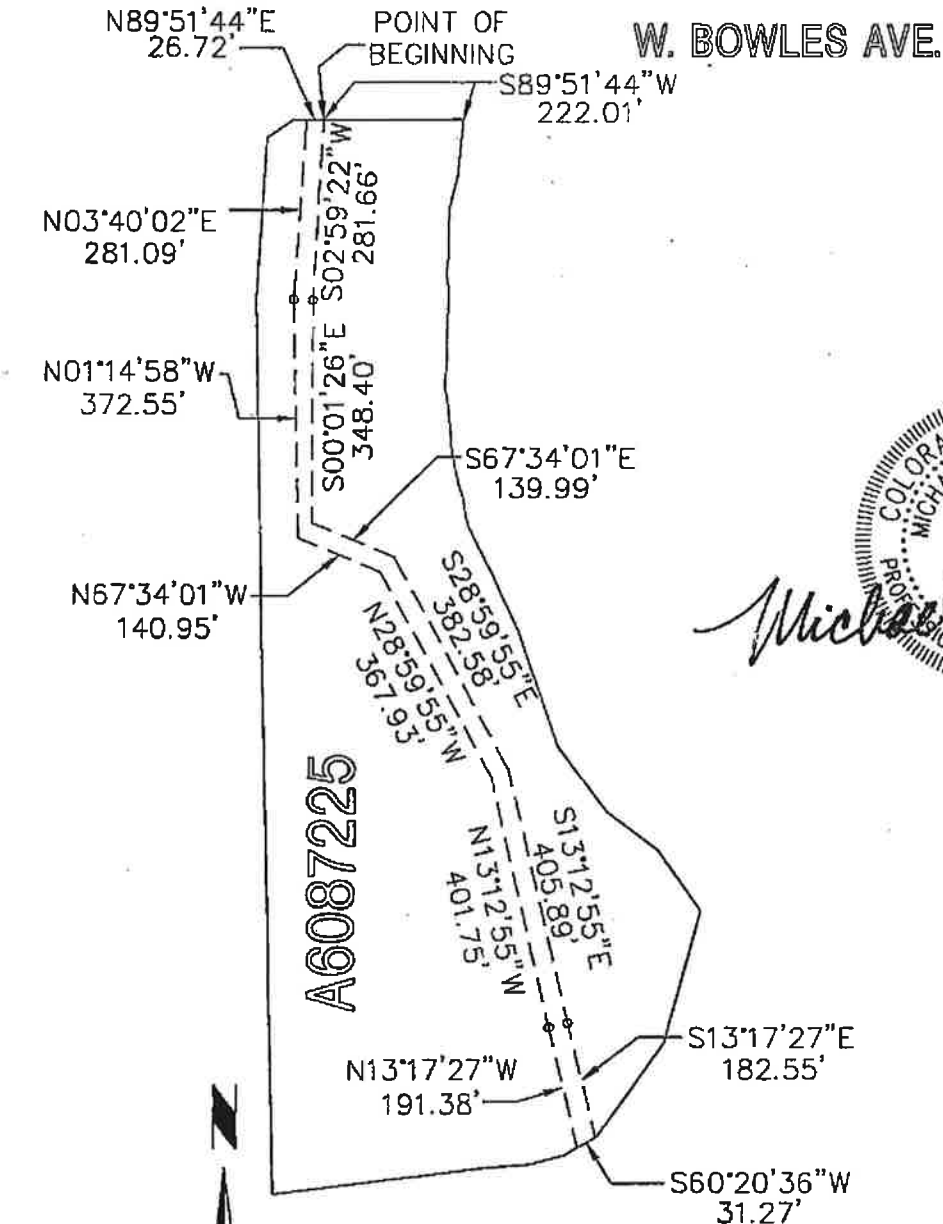 N89°51'44"E
26.72'
POINT OF
BEGINNING
W. BOWLES AVE.
S89°51'44"W
222.01'
N03°40'02"E
281.09'
S02°59'22"W
281.66'
N01°14'58"W
372.55'
S00°01'26"E
348.40'
S67°34'01"E
139.99'
N67°34'01"W
140.95'
S28°59'55"E
382.58'
N28°59'55"W
367.93'
A6087225
S13°12'55"E
405.89'
N13°12'55"W
401.75'
N13°17'27"W
191.38'
S13°17'27"E
182.55'
S60°20'36"W
31.27'
N